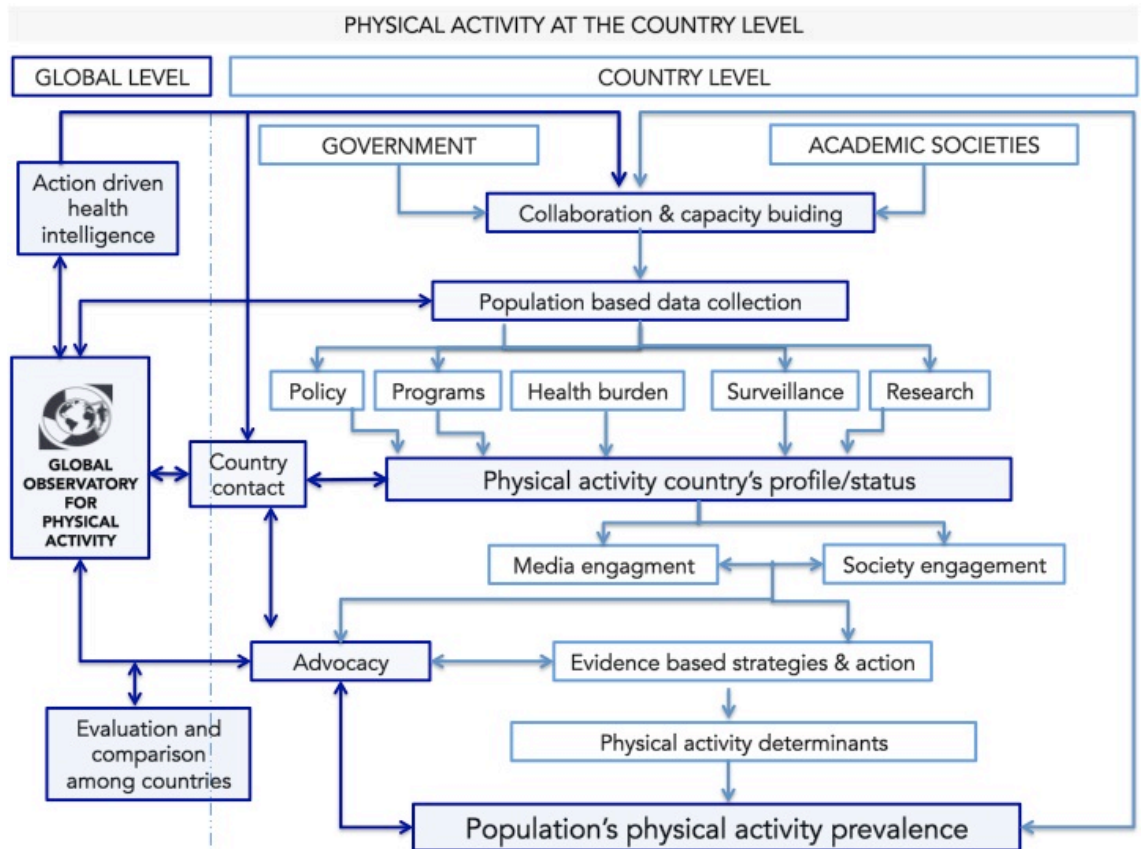 PHYSICAL ACTIVITY AT THE COUNTRY LEVEL
GLOBAL LEVEL
COUNTRY LEVEL
GOVERNMENT
ACADEMIC SOCIETIES
Action driven
health
intelligence
Collaboration & capacity buiding
Population based data collection
Policy
Programs
Health burden
Surveillance
Research
GLOBAL
OBSERVATORY
FOR
PHYSICAL
ACTIVITY
Country
contact
Physical activity country's profile/status
Media engagment
Society engagement
Advocacy
Evidence based strategies & action
Evaluation and
comparison
among countries
Physical activity determinants
Population's physical activity prevalence